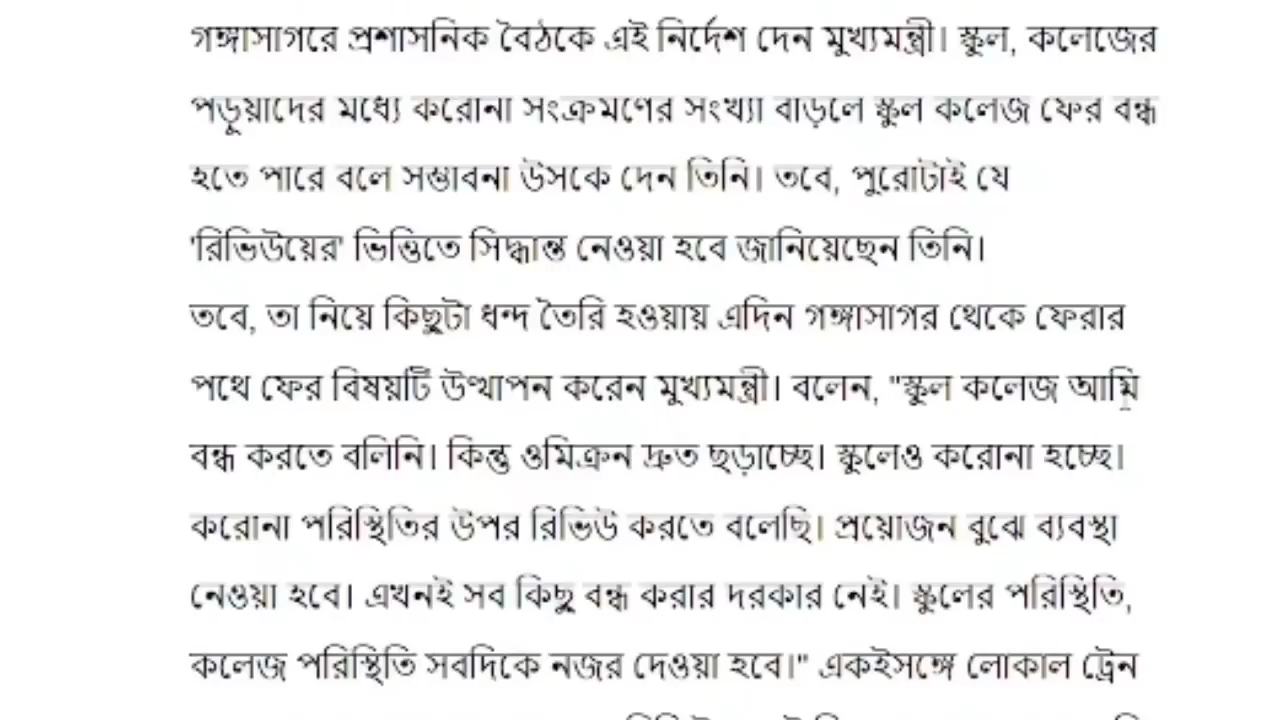 গঙ্গাসাগরে প্রশাসনিক বৈঠকে এই নির্দেশ দেন মুখ্যমন্ত্রী। স্কুল, কলেজের
পড়ুয়াদের মধ্যে করোনা সংক্রমণের সংখ্যা বাড়লে স্কুল কলেজ ফের বন্ধ
হতে পারে বলে সম্ভাবনা উসকে দেন তিনি। তবে, পুরোটাই যে
'রিভিউয়ের' ভিত্তিতে সিদ্ধান্ত নেওয়া হবে জানিয়েছেন তিনি।
তবে, তা নিয়ে কিছুটা ধন্দ তৈরি হওয়ায় এদিন গঙ্গাসাগর থেকে ফেরার
পথে ফের বিষয়টি উত্থাপন করেন মুখ্যমন্ত্রী। বলেন, "স্কুল কলেজ আমি
বন্ধ করতে বলিনি। কিন্তু ওমিক্রন দ্রুত ছড়াচ্ছে। স্কুলেও করোনা হচ্ছে।
করোনা পরিস্থিতির উপর রিভিউ করতে বলেছি। প্রয়োজন বুঝে ব্যবস্থা
নেওয়া হবে। এখনই সব কিছু বন্ধ করার দরকার নেই। স্কুলের পরিস্থিতি,
কলেজ পরিস্থিতি সবদিকে নজর দেওয়া হবে।" একইসঙ্গে লোকাল ট্রেন